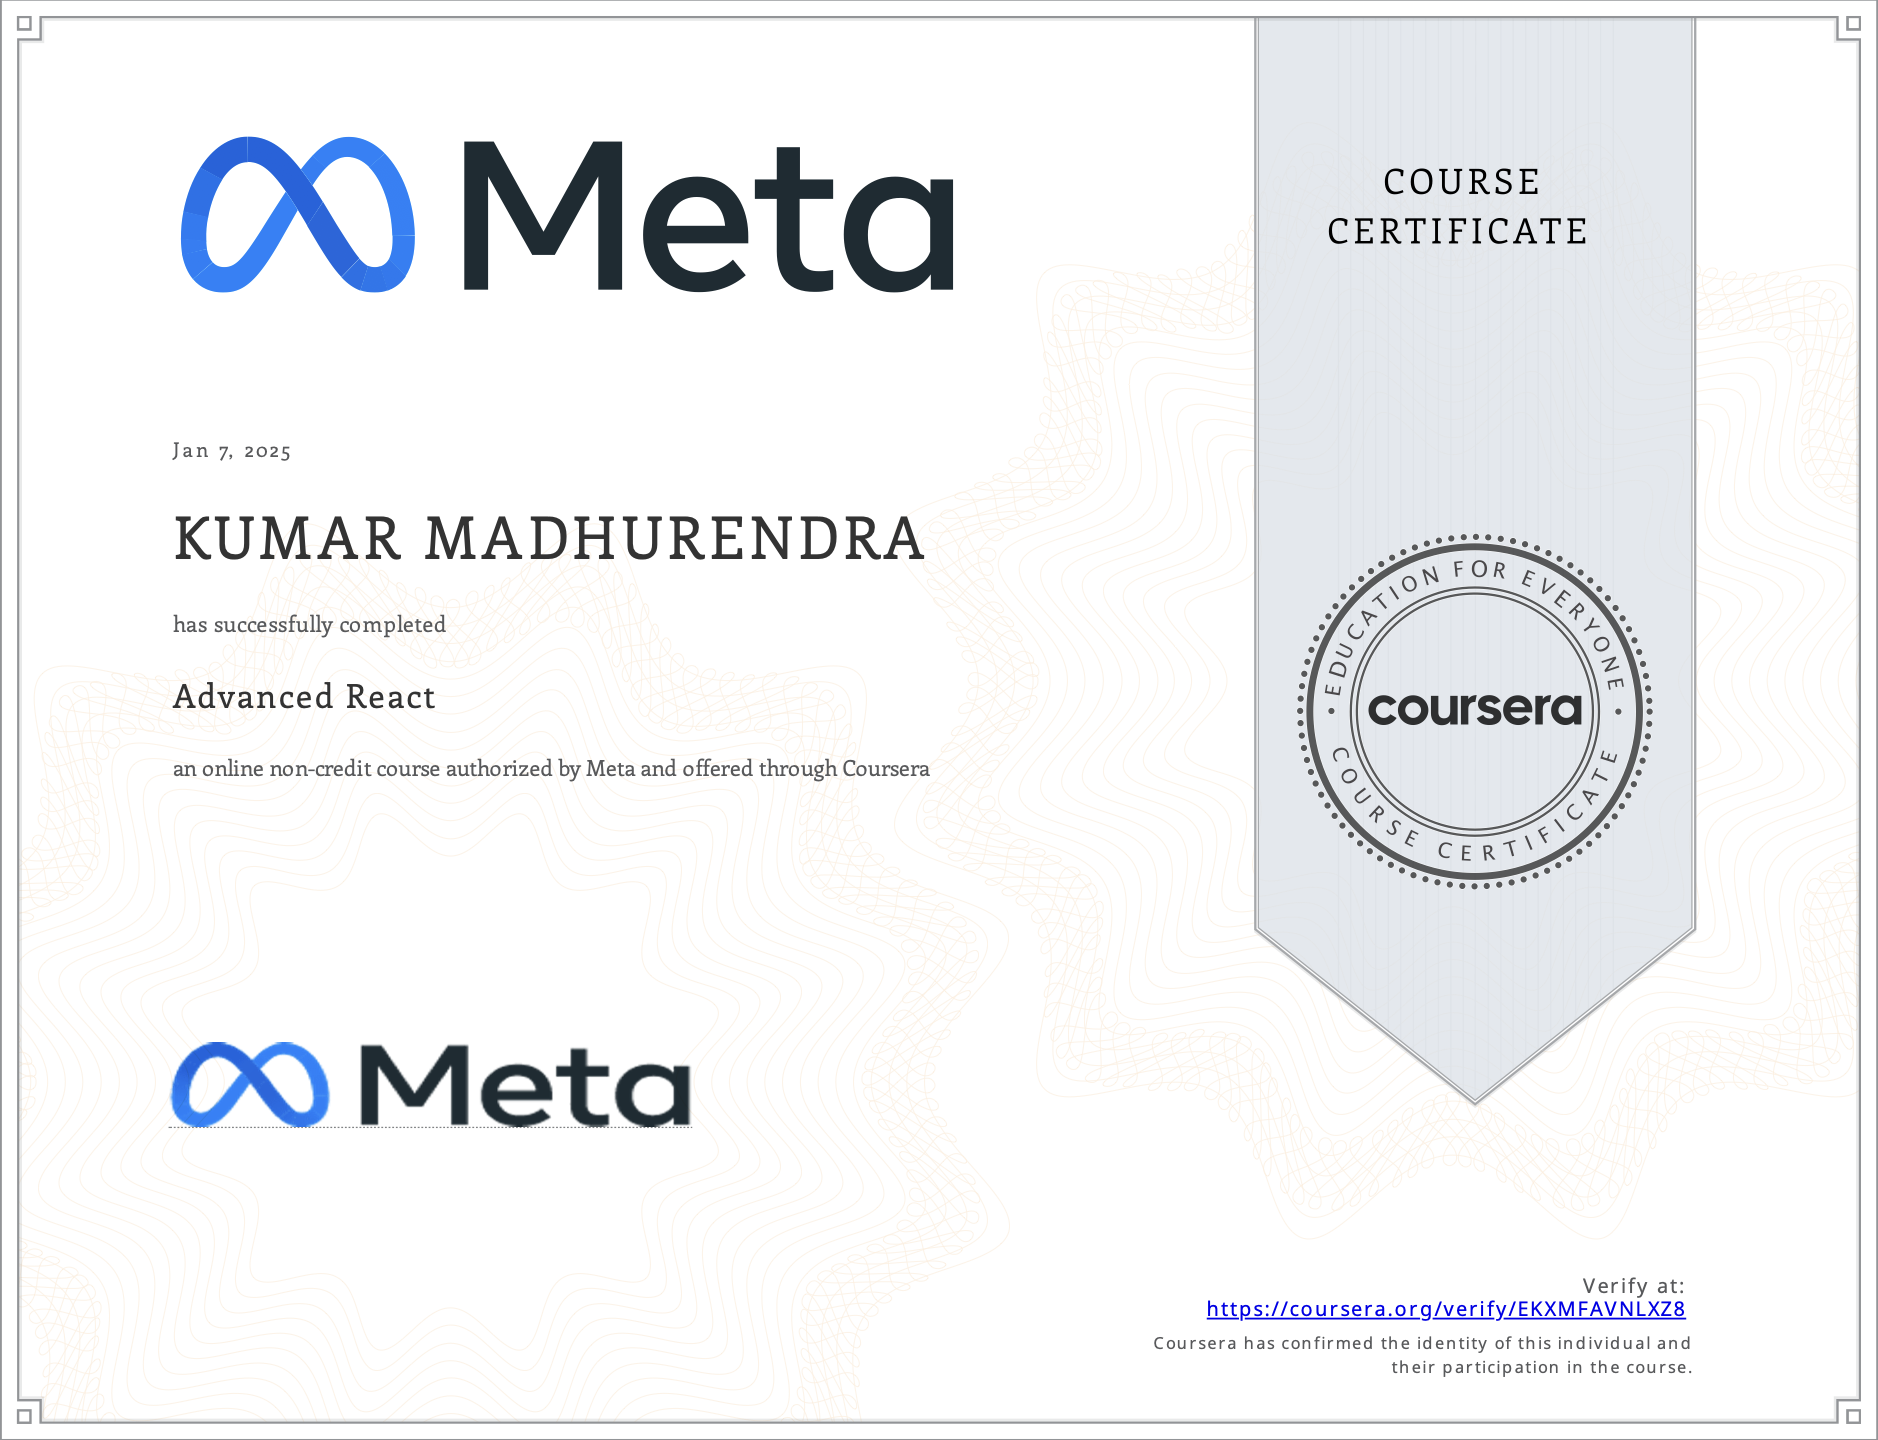 Meta
COURSE
CERTIFICATE
Jan 7, 2025
KUMAR MADHURENDRA
has successfully completed
Advanced React
an online non-credit course authorized by Meta and offered through Coursera
EDUCATION FOR EVERYONE
coursera
COURSE CERTIFICATE
Meta
Verify at:
https://coursera.org/verify/EKXMFAVNLXZ8
Coursera has confirmed the identity of this individual and
their participation in the course.